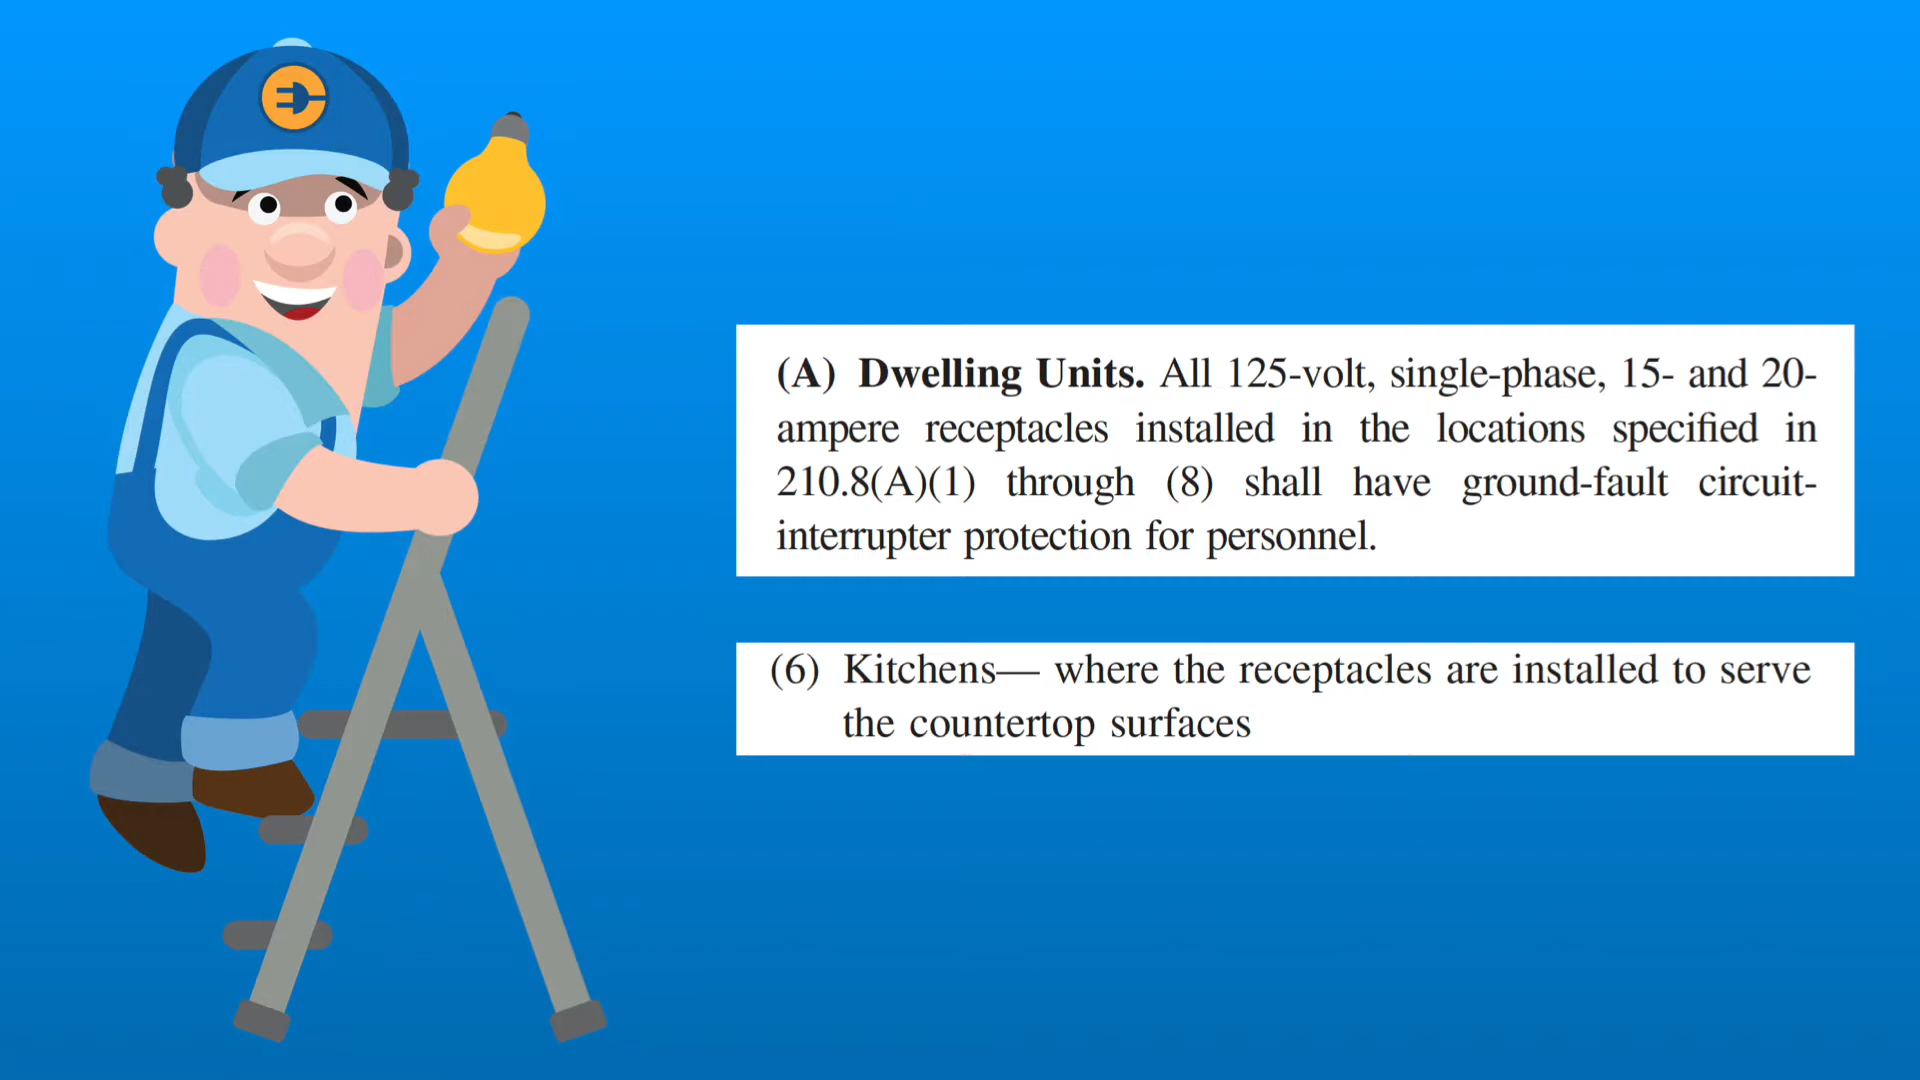 (A) Dwelling Units. All 125-volt, single-phase, 15- and 20-
ampere receptacles installed in the locations specified in
210.8(A)(1) through (8) shall have ground-fault circuit-
interrupter protection for personnel.
(6) Kitchens— where the receptacles are installed to serve
the countertop surfaces